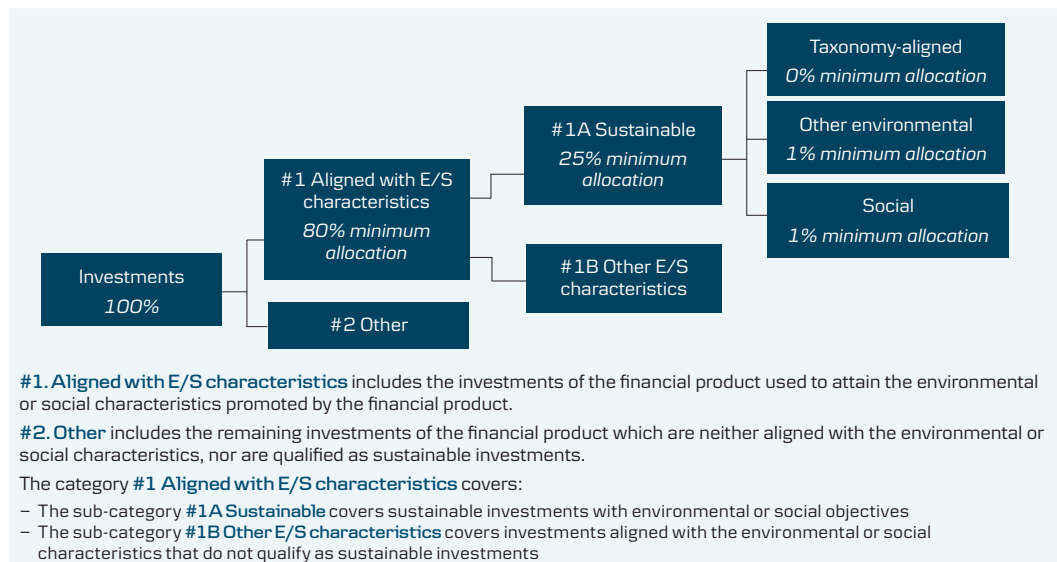 Taxonomy-aligned
0% minimum allocation
#1A Sustainable
25% minimum
allocation
Other environmental
1% minimum allocation
#1 Aligned with E/S
characteristics
80% minimum
allocation
Social
1% minimum allocation
#1B Other E/S
characteristics
Investments
100%
#2 Other
#1. Aligned with E/S characteristics includes the investments of the financial product used to attain the environmental
or social characteristics promoted by the financial product.
#2. Other includes the remaining investments of the financial product which are neither aligned with the environmental or
social characteristics, nor are qualified as sustainable investments.
The category #1 Aligned with E/S characteristics covers:
– The sub-category #1A Sustainable covers sustainable investments with environmental or social objectives
– The sub-category #1B Other E/S characteristics covers investments aligned with the environmental or social
characteristics that do not qualify as sustainable investments